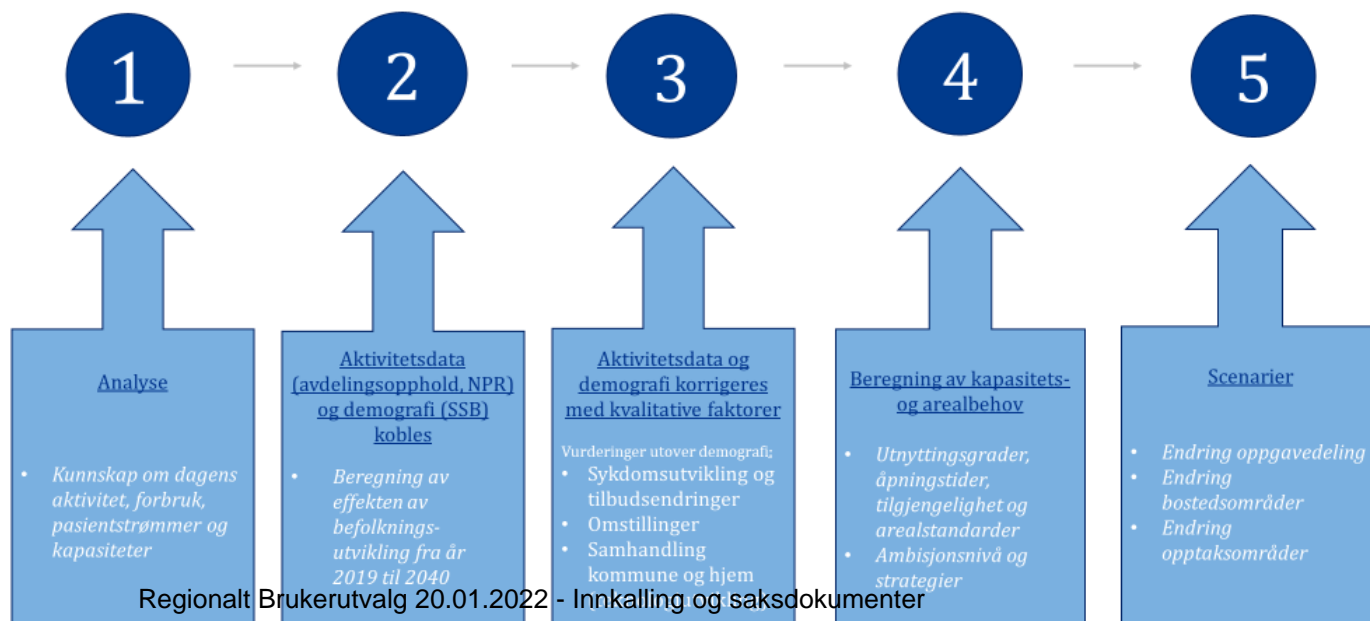 1
2
3
4
5
Analyse
• Kunnskap om dagens
aktivitet, forbruk,
pasientstrømmer og
kapasiteter
Aktivitetsdata
(avdelingsopphold, NPR)
og demografi (SSB)
kobles
• Beregning av
effekten av
befolknings-
utvikling fra år
2019 til 2040
Aktivitetsdata og
demografi korrigeres
med kvalitative faktorer
Vurderinger utover demografi;
• Sykdomsutvikling og
tilbudsendringer
• Omstillinger
• Samhandling
kommune og hjem
Beregning av kapasitets-
og arealbehov
• Utnyttingsgrader,
åpningstider,
tilgjengelighet og
arealstandarder
• Ambisjonsnivå og
strategier
Scenarier
• Endring oppgavedeling
• Endring
bostedsområder
• Endring
opptaksområder
Regionalt Brukerutvalg 20.01.2022 - Innkalling og saksdokumenter